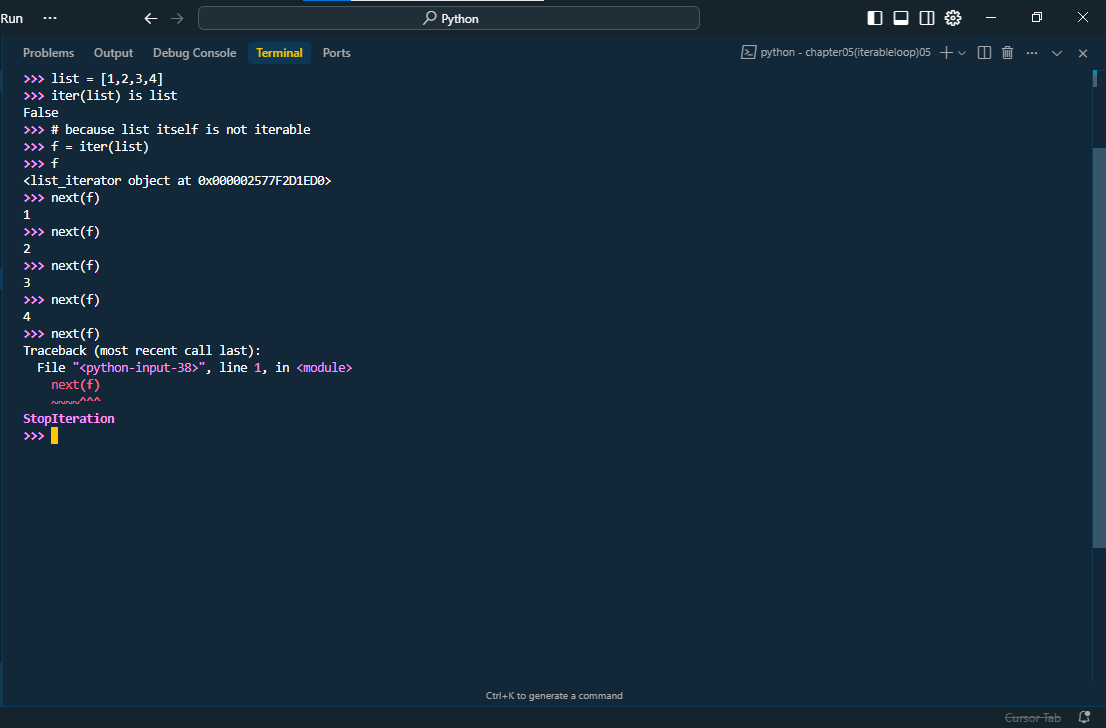 Run ···
Python
Problems Output Debug Console Terminal Ports python - chapter05(iterableloop)05
>>> list = [1,2,3,4]
>>> iter(list) is list
False
>>> # because list itself is not iterable
>>> f = iter(list)
>>> f
<list_iterator object at 0x000002577F2D1ED0>
>>> next(f)
1
>>> next(f)
2
>>> next(f)
3
>>> next(f)
4
>>> next(f)
Traceback (most recent call last):
  File "<python-input-38>", line 1, in <module>
    next(f)
    ~~~~^^^
StopIteration
>>>
Ctrl+K to generate a command
Cursor Tab